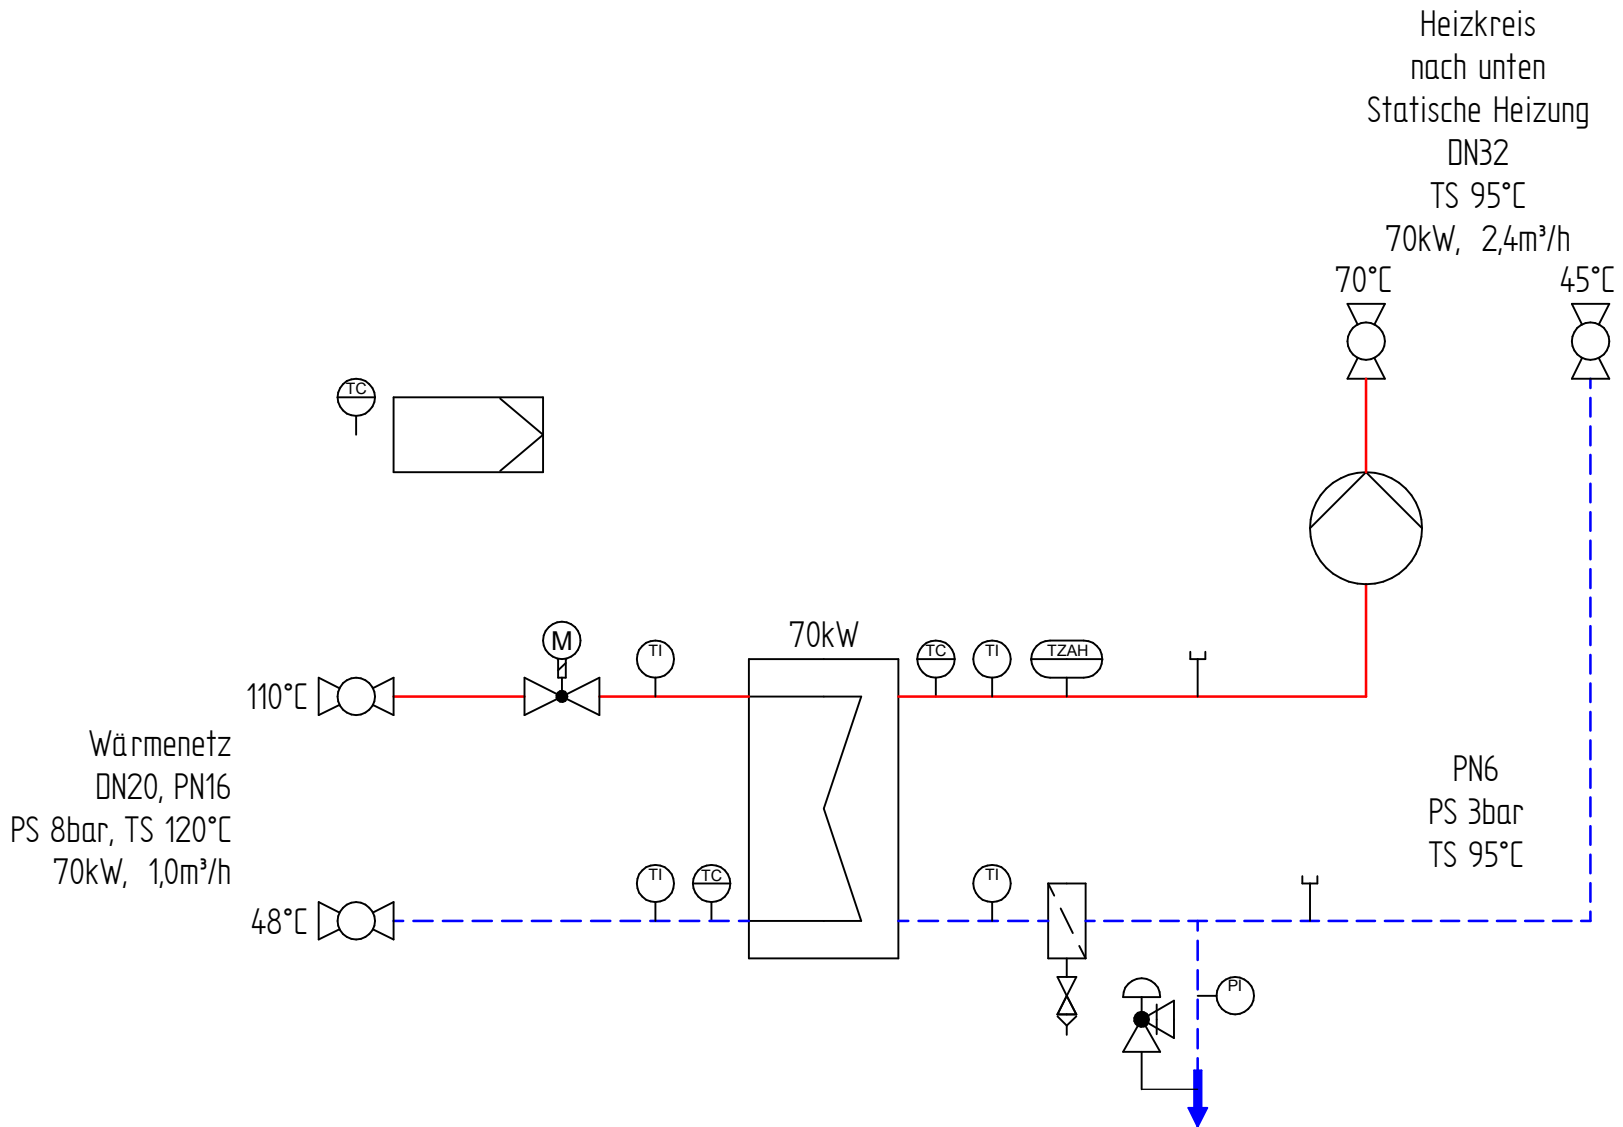 Heizkreis
nach unten
Statische Heizung
DN32
TS 95°C
70kW, 2,4m³/h
70°C
45°C
TC
M
TI
70kW
TC
TI
TZAH
110°C
Wärmenetz
DN20, PN16
PS 8bar, TS 120°C
70kW, 1,0m³/h
PN6
PS 3bar
TS 95°C
48°C
TI
TC
TI
PI